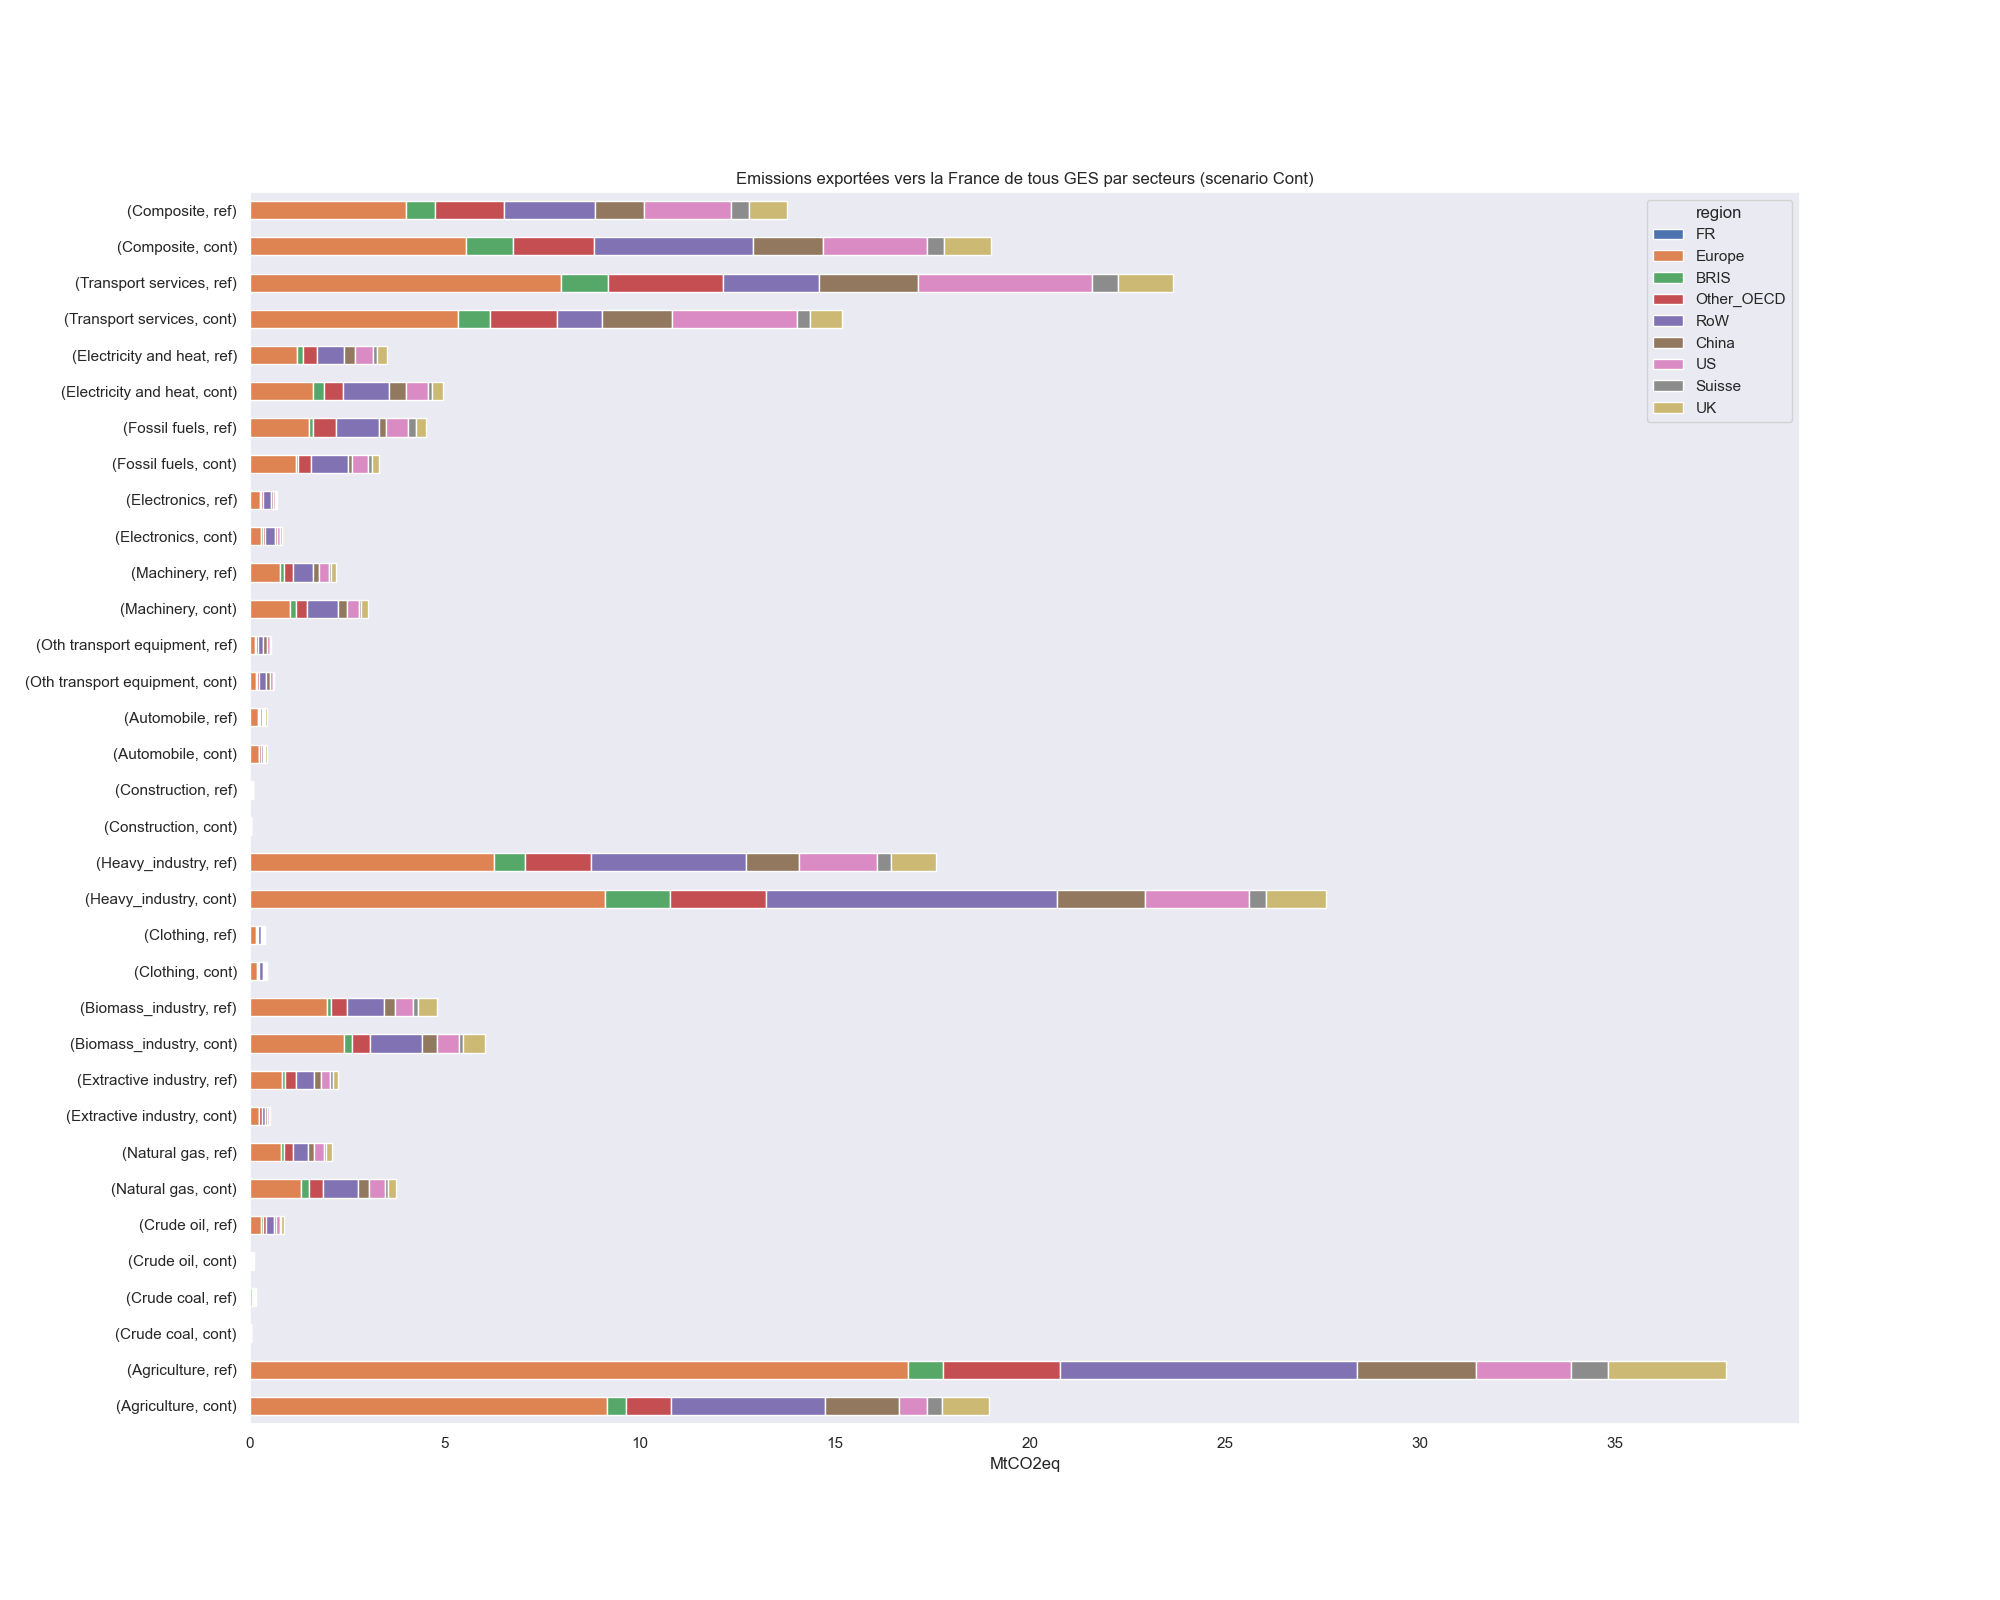 Emissions exportées vers la France de tous GES par secteurs (scenario Cont)
region
FR
Europe
BRIS
Other_OECD
RoW
China
US
Suisse
UK
(Composite, ref)
(Composite, cont)
(Transport services, ref)
(Transport services, cont)
(Electricity and heat, ref)
(Electricity and heat, cont)
(Fossil fuels, ref)
(Fossil fuels, cont)
(Electronics, ref)
(Electronics, cont)
(Machinery, ref)
(Machinery, cont)
(Oth transport equipment, ref)
(Oth transport equipment, cont)
(Automobile, ref)
(Automobile, cont)
(Construction, ref)
(Construction, cont)
(Heavy_industry, ref)
(Heavy_industry, cont)
(Clothing, ref)
(Clothing, cont)
(Biomass_industry, ref)
(Biomass_industry, cont)
(Extractive industry, ref)
(Extractive industry, cont)
(Natural gas, ref)
(Natural gas, cont)
(Crude oil, ref)
(Crude oil, cont)
(Crude coal, ref)
(Crude coal, cont)
(Agriculture, ref)
(Agriculture, cont)
0 5 10 15 20 25 30 35
MtCO2eq